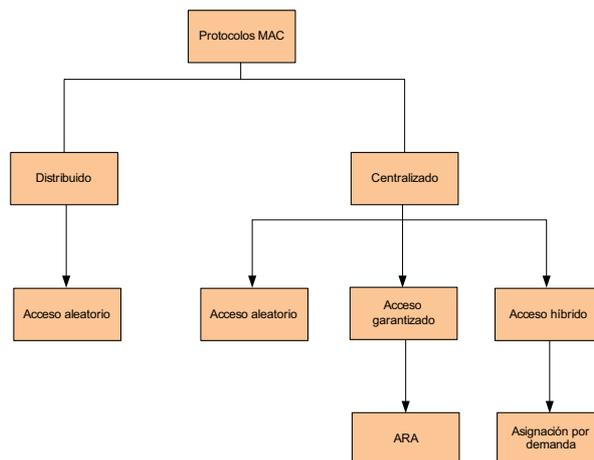 Protocolos MAC
Distribuido
Centralizado
Acceso aleatorio
Acceso aleatorio
Acceso
garantizado
Acceso híbrido
ARA
Asignación por
demanda